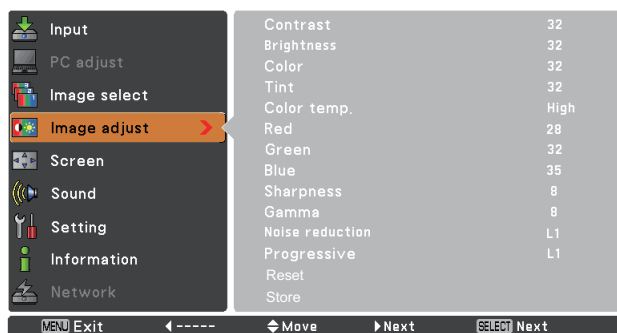 Input
PC adjust
Image select
Image adjust
Screen
Sound
Setting
Information
Network
Contrast 32
Brightness 32
Color 32
Tint 32
Color temp. High
Red 28
Green 32
Blue 35
Sharpness 8
Gamma 8
Noise reduction L1
Progressive L1
Reset
Store
MENU Exit ◀ ----- ◆ Move ▶ Next SELECT Next